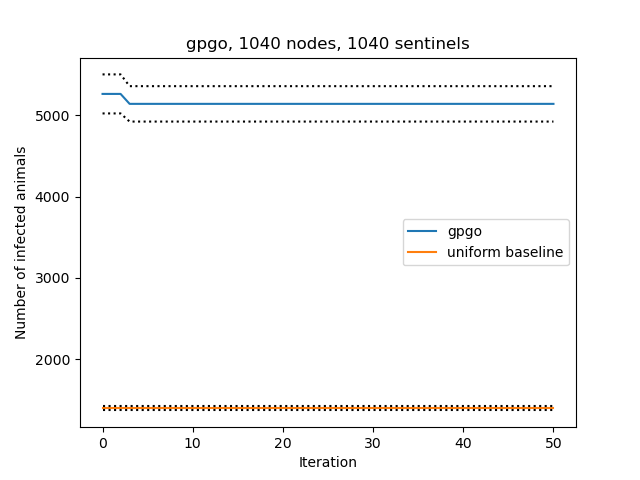 gpgo, 1040 nodes, 1040 sentinels
Number of infected animals
5000
4000
3000
2000
gpgo
uniform baseline
0
10
20
30
40
50
Iteration